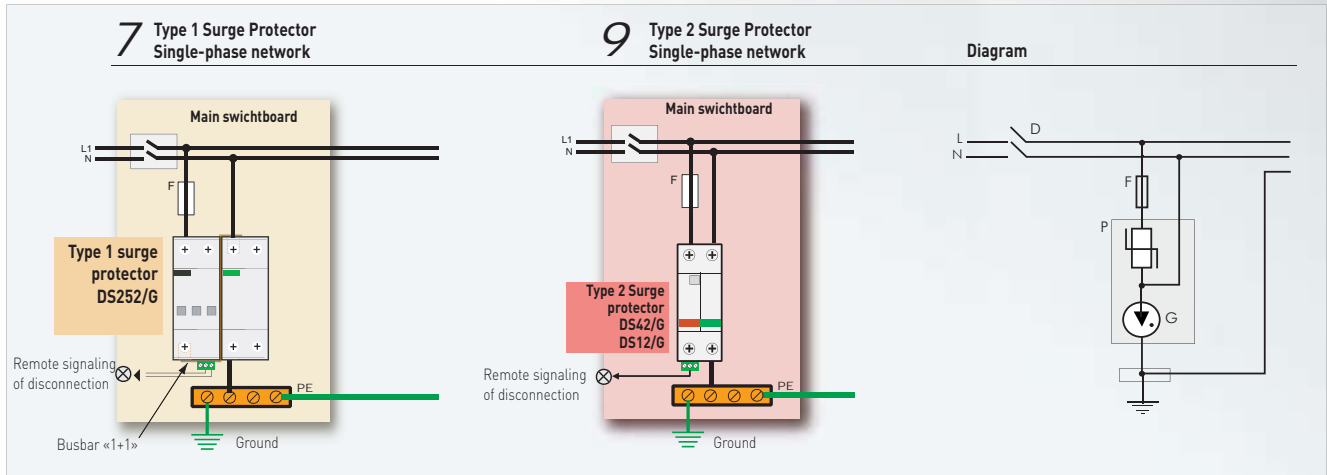 7 Type 1 Surge Protector
Single-phase network
Main swichtboard
L1
N
F
Type 1 surge
protector
DS252/G
+ + + +
+ + +
Remote signaling
of disconnection
PE
Busbar «1+1»
Ground
9 Type 2 Surge Protector
Single-phase network
Main swichtboard
L1
N
F
+ +
Type 2 Surge
protector
DS42/G
DS12/G
+ +
Remote signaling
of disconnection
PE
Ground
Diagram
L
D
N
F
P
G